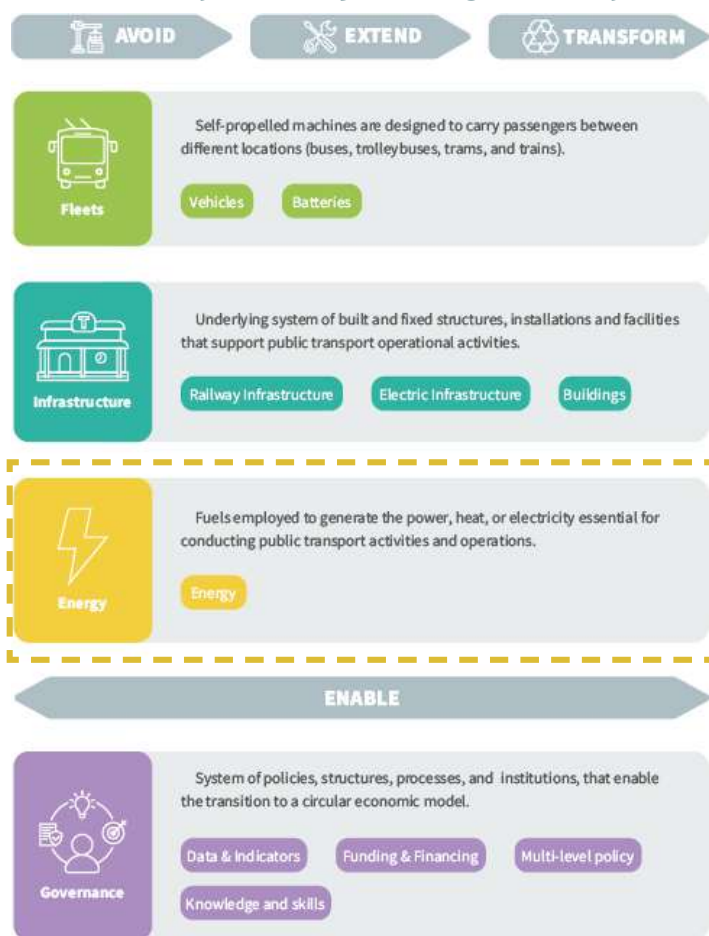 AVOID
EXTEND
TRANSFORM
Self-propelled machines are designed to carry passengers between
different locations (buses, trolleybuses, trams, and trains).
Fleets
Vehicles
Batteries
T
Underlying system of built and fixed structures, installations and facilities
that support public transport operational activities.
Infrastructure
Railway Infrastructure
Electric Infrastructure
Buildings
Fuels employed to generate the power, heat, or electricity essential for
conducting public transport activities and operations.
Energy
Energy
ENABLE
System of policies, structures, processes, and institutions, that enable
the transition to a circular economic model.
Governance
Data & Indicators
Funding & Financing
Multi-level policy
Knowledge and skills